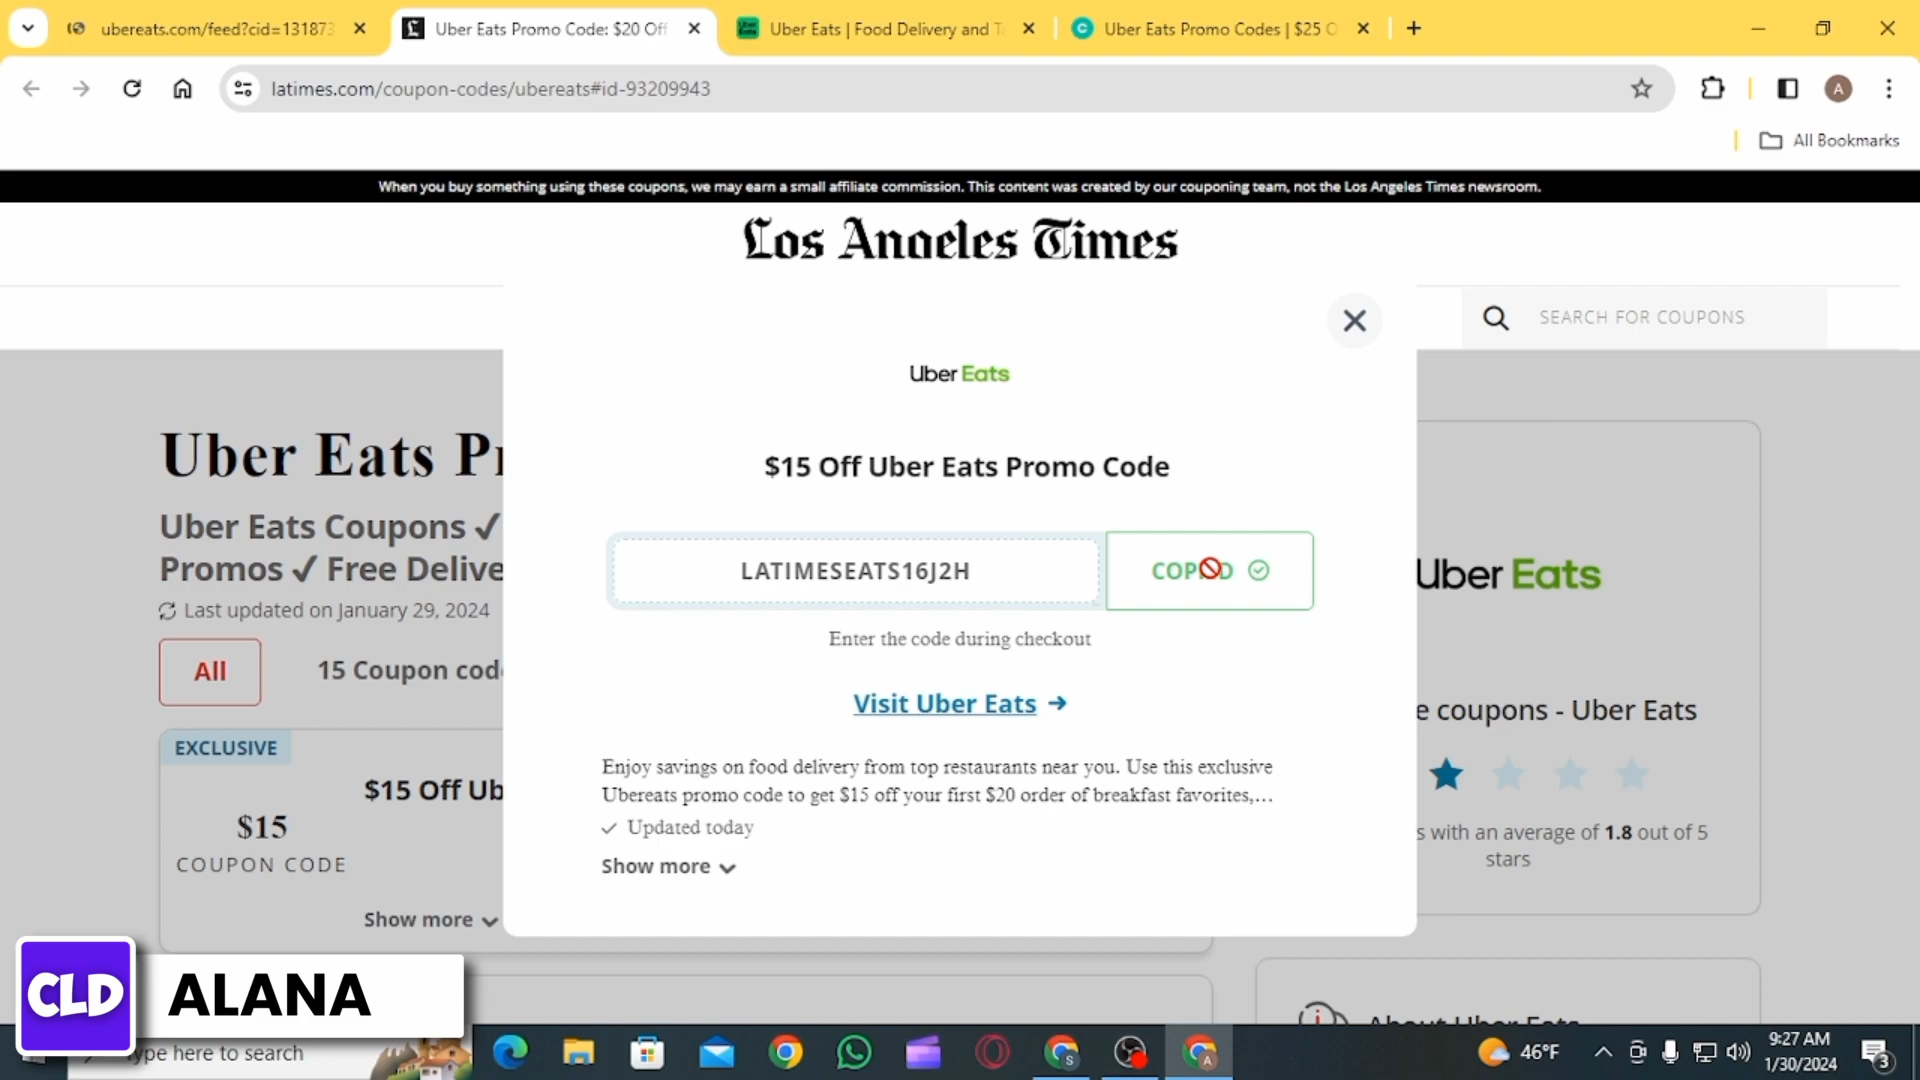 ubereats.com/feed?cid=131873
Uber Eats Promo Code: $20 Off
Uber Eats | Food Delivery and T
Uber Eats Promo Codes | $25 O
latimes.com/coupon-codes/ubereats#id-93209943
A
All Bookmarks
When you buy something using these coupons, we may earn a small affiliate commission. This content was created by our couponing team, not the Los Angeles Times newsroom.
Los Angeles Times
SEARCH FOR COUPONS
Uber Eats
$15 Off Uber Eats Promo Code
LATIMESEATS16J2H
COPIED
Enter the code during checkout
Visit Uber Eats →
Enjoy savings on food delivery from top restaurants near you. Use this exclusive
Ubereats promo code to get $15 off your first $20 order of breakfast favorites,...
✓ Updated today
Show more
Uber Eats Pr
Uber Eats Coupons ✓
Promos ✓ Free Delive
Last updated on January 29, 2024
All
15 Coupon cod
EXCLUSIVE
$15 Off Ub
$15
COUPON CODE
Show more
Uber Eats
e coupons - Uber Eats
s with an average of 1.8 out of 5
stars
About Uber Eats
CLD
ALANA
Type here to search
S
A
46°F
9:27 AM
1/30/2024
3